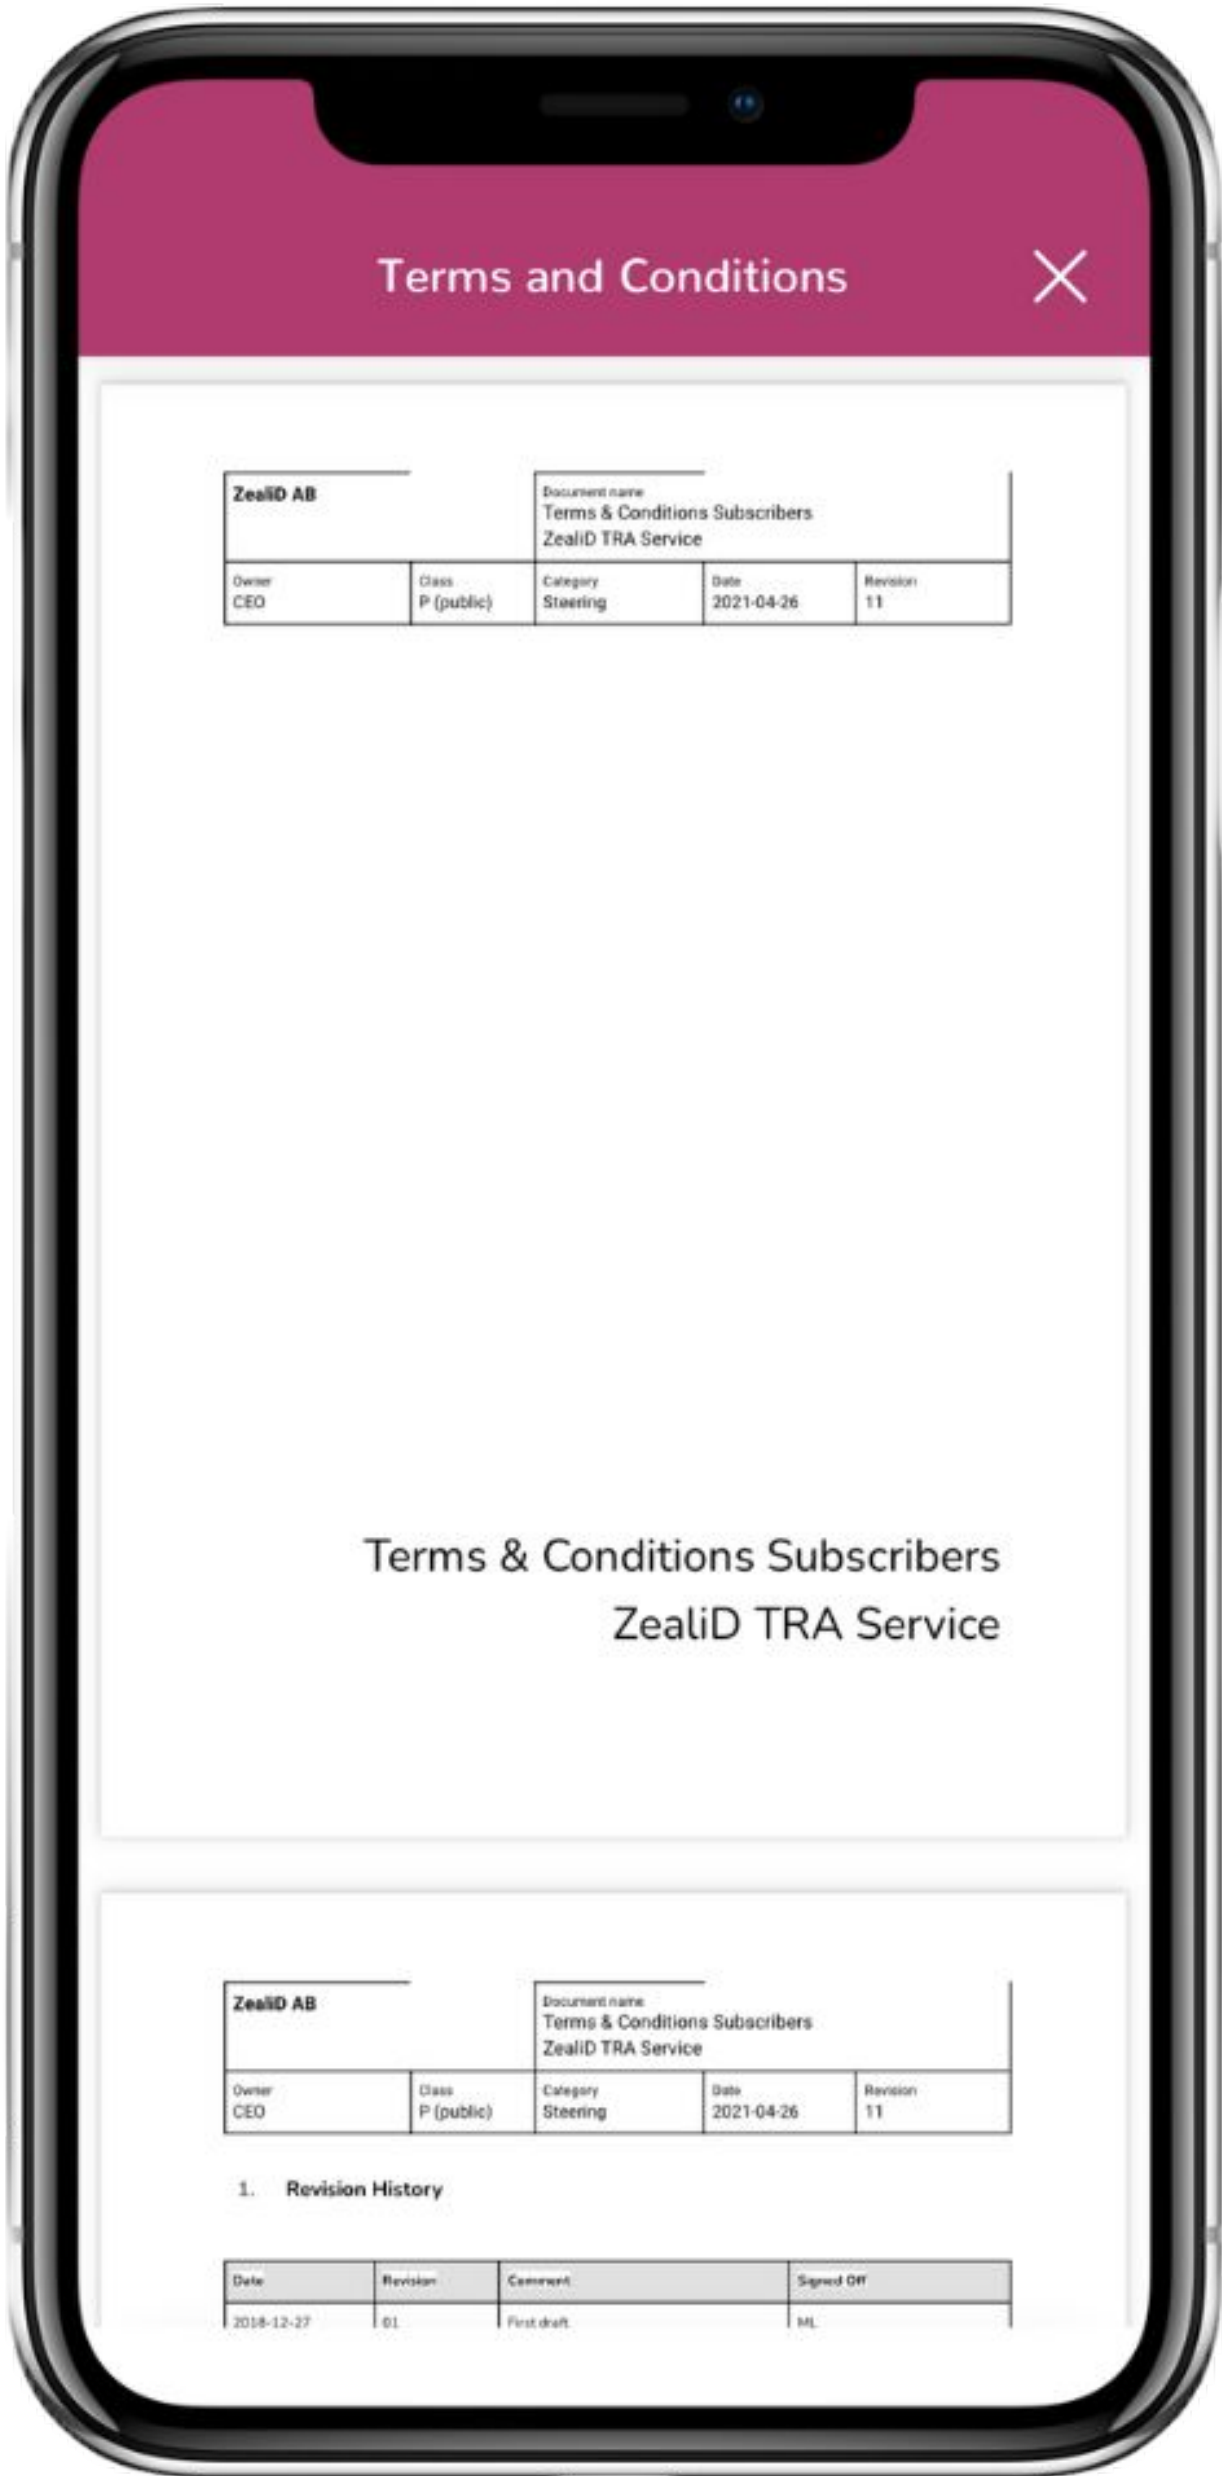 Terms and Conditions
ZealiD AB
Document name
Terms & Conditions Subscribers
ZealiD TRA Service
Owner
CEO
Class
P (public)
Category
Steering
Date
2021-04-26
Revision
11
Terms & Conditions Subscribers
ZealiD TRA Service
ZealiD AB
Document name
Terms & Conditions Subscribers
ZealiD TRA Service
Owner
CEO
Class
P (public)
Category
Steering
Date
2021-04-26
Revision
11
1. Revision History
Date Revision Comment Signed Off
2018-12-27 01 First draft ML